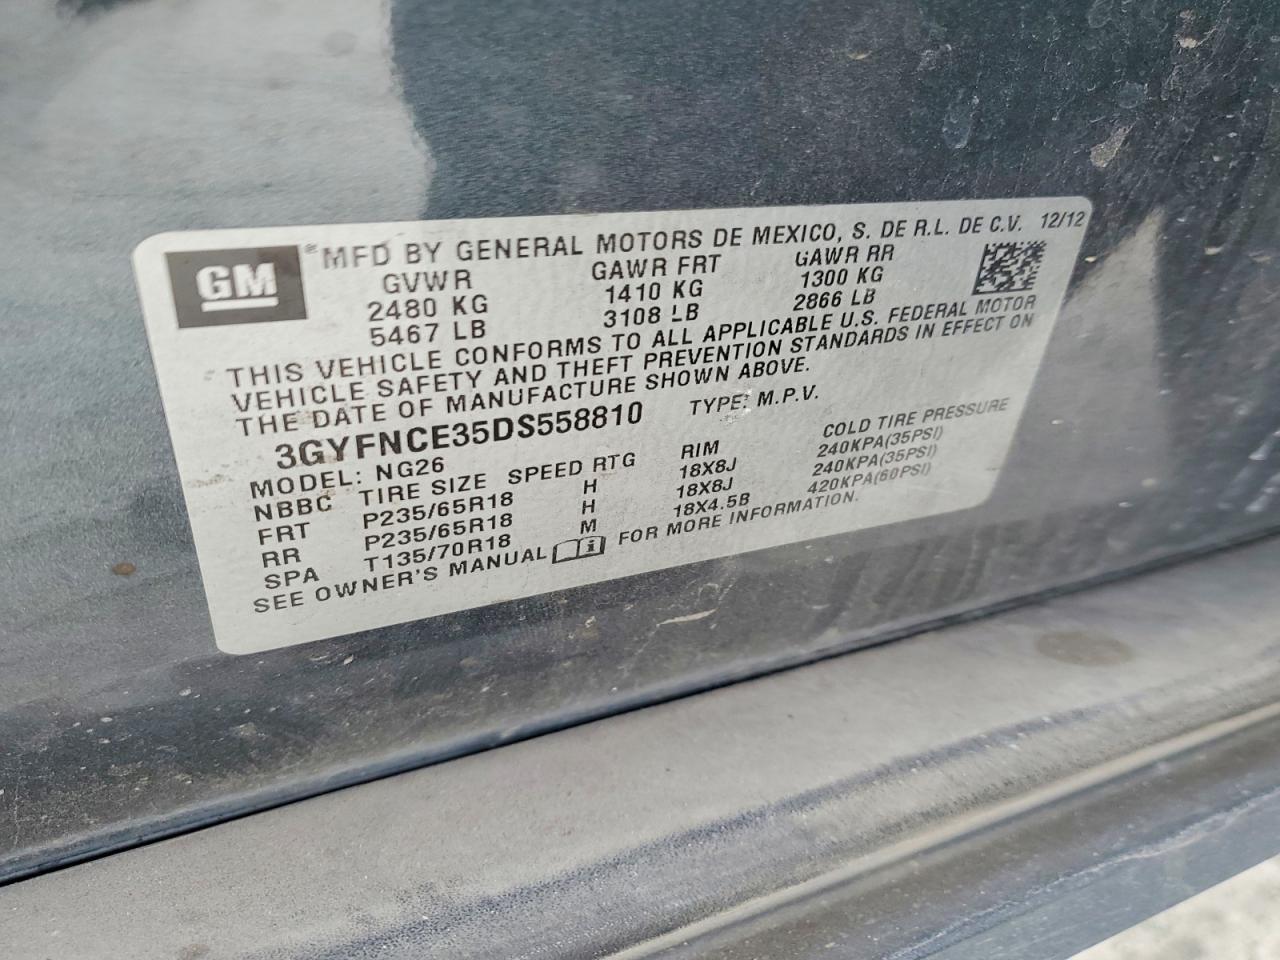 GM ® MFD BY GENERAL MOTORS DE MEXICO, S. DE R.L. DE C.V. 12/12
GVWR GAWR FRT GAWR RR
2480 KG 1410 KG 1300 KG
5467 LB 3108 LB 2866 LB
THIS VEHICLE CONFORMS TO ALL APPLICABLE U.S. FEDERAL MOTOR
VEHICLE SAFETY AND THEFT PREVENTION STANDARDS IN EFFECT ON
THE DATE OF MANUFACTURE SHOWN ABOVE.
3GYFNCE35DS558810 TYPE: M.P.V.
MODEL: NG26
NBBC TIRE SIZE SPEED RTG RIM COLD TIRE PRESSURE
FRT P235/65R18 H 18X8J 240KPA(35PSI)
RR P235/65R18 H 18X8J 240KPA(35PSI)
SPA T135/70R18 M 18X4.5B 420KPA(60PSI)
SEE OWNER'S MANUAL i FOR MORE INFORMATION.